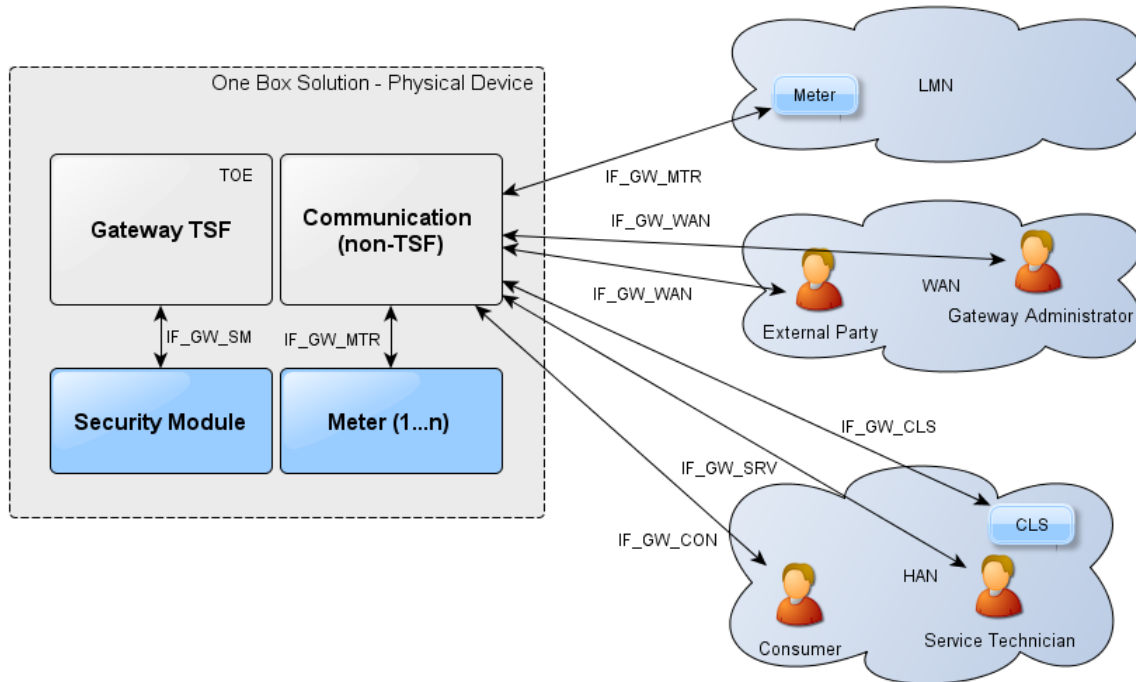 One Box Solution - Physical Device
TOE
Gateway TSF
Communication
(non-TSF)
IF_GW_SM
IF_GW_MTR
Security Module
Meter (1...n)
LMN
Meter
IF_GW_MTR
IF_GW_WAN
IF_GW_WAN
WAN
External Party
Gateway Administrator
IF_GW_CLS
IF_GW_SRV
IF_GW_CON
CLS
HAN
Consumer
Service Technician